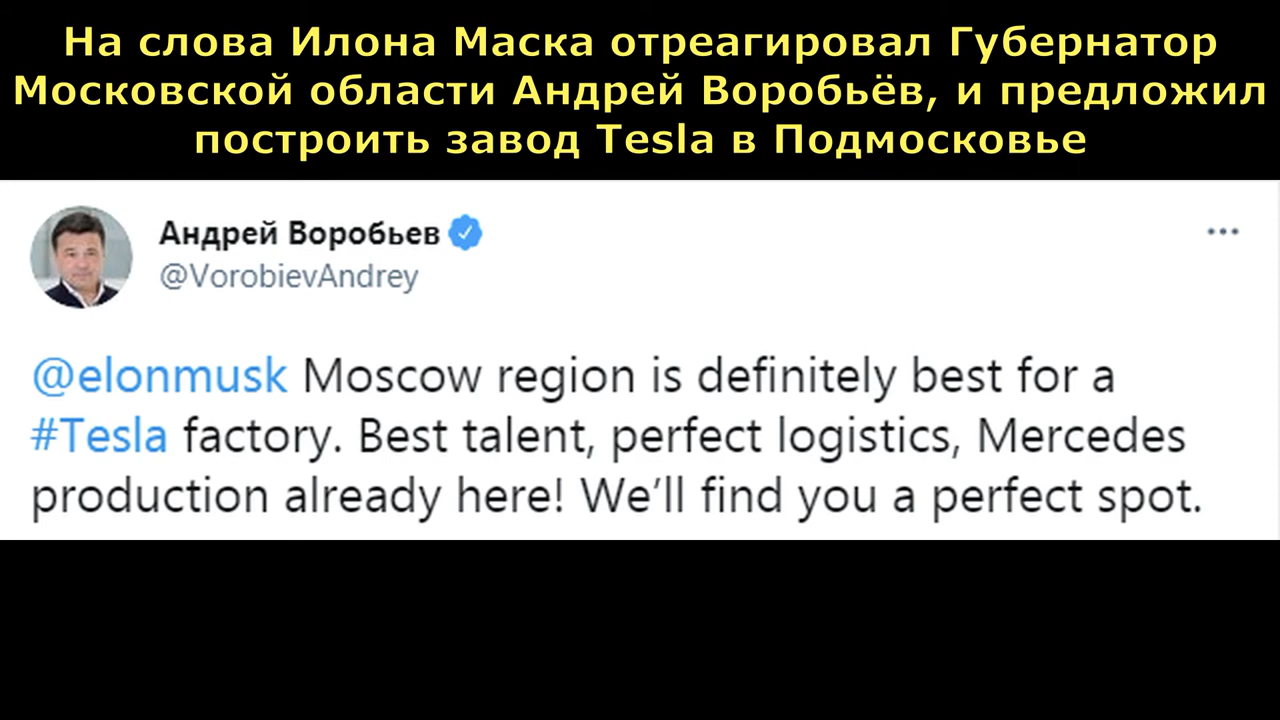 На слова Илона Маска отреагировал Губернатор
Московской области Андрей Воробьёв, и предложил
построить завод Tesla в Подмосковье
Андрей Воробьев
@VorobievAndrey
@elonmusk Moscow region is definitely best for a
#Tesla factory. Best talent, perfect logistics, Mercedes
production already here! We’ll find you a perfect spot.